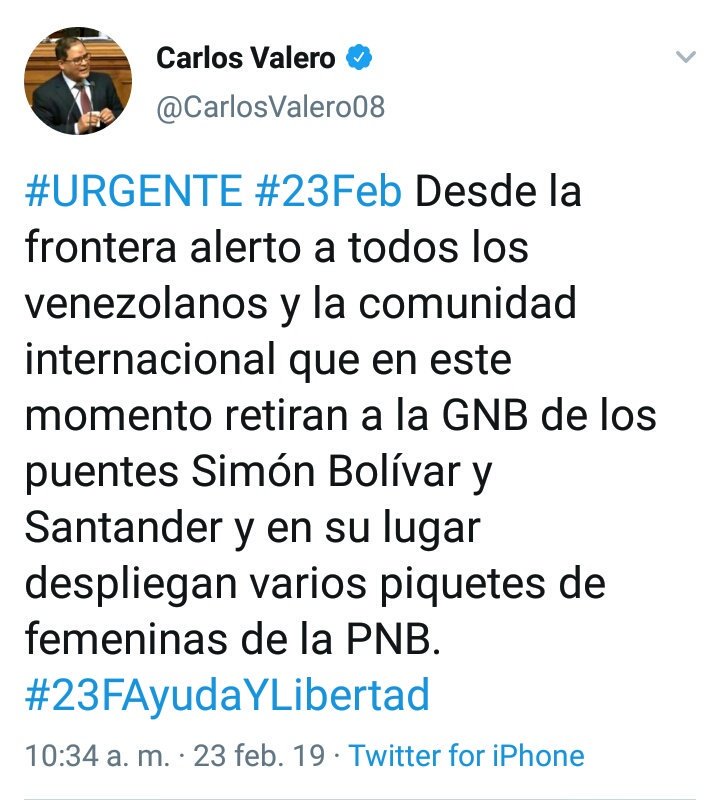 Carlos Valero
@CarlosValero08
#URGENTE #23Feb Desde la
frontera alerto a todos los
venezolanos y la comunidad
internacional que en este
momento retiran a la GNB de los
puentes Simón Bolívar y
Santander y en su lugar
despliegan varios piquetes de
femeninas de la PNB.
#23FAyudaYLibertad
10:34 a. m. · 23 feb. 19 · Twitter for iPhone